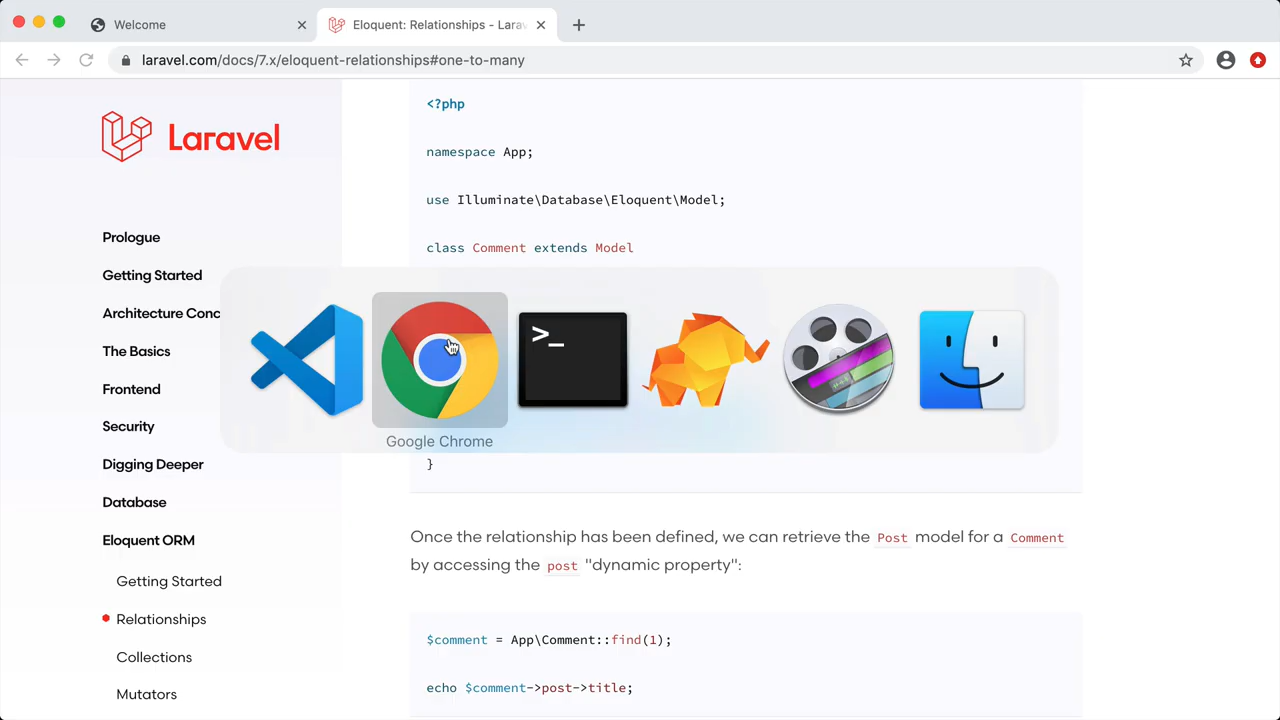 Welcome
Eloquent: Relationships - Larav
laravel.com/docs/7.x/eloquent-relationships#one-to-many
Laravel
Prologue
Getting Started
Architecture Conc
The Basics
Frontend
Security
Digging Deeper
Database
Eloquent ORM
Getting Started
Relationships
Collections
Mutators
<?php
namespace App;
use Illuminate\Database\Eloquent\Model;
class Comment extends Model
>_
Google Chrome
}
Once the relationship has been defined, we can retrieve the Post model for a Comment
by accessing the post "dynamic property":
$comment = App\Comment::find(1);
echo $comment->post->title;